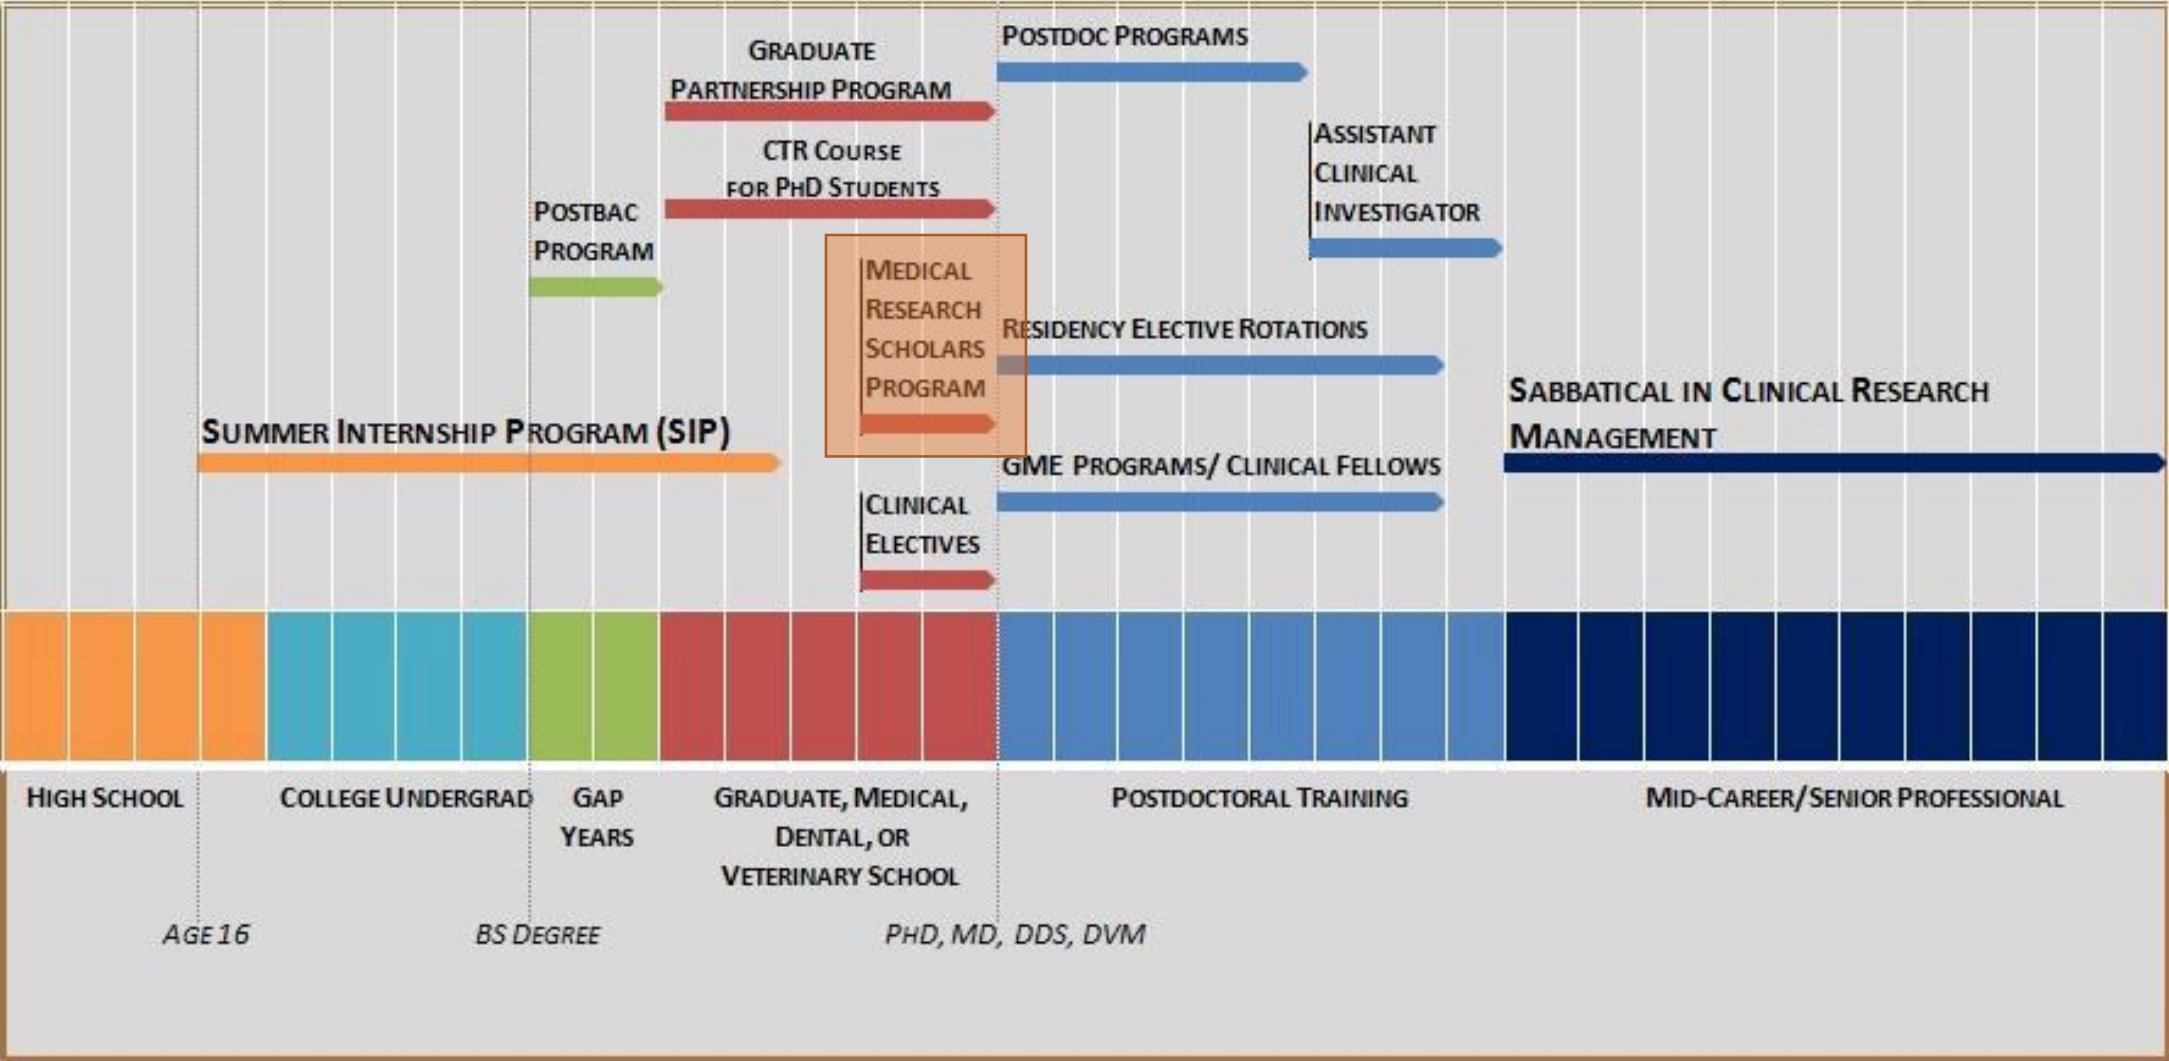 POSTDOC PROGRAMS
GRADUATE
PARTNERSHIP PROGRAM
CTR COURSE
FOR PHD STUDENTS
ASSISTANT
CLINICAL
INVESTIGATOR
POSTBAC
PROGRAM
MEDICAL
RESEARCH
SCHOLARS
PROGRAM
RESIDENCY ELECTIVE ROTATIONS
SUMMER INTERNSHIP PROGRAM (SIP)
SABBATICAL IN CLINICAL RESEARCH
MANAGEMENT
GME PROGRAMS/ CLINICAL FELLOWS
CLINICAL
ELECTIVES
HIGH SCHOOL
COLLEGE UNDERGRAD
GAP
YEARS
GRADUATE, MEDICAL,
DENTAL, OR
VETERINARY SCHOOL
POSTDOCTORAL TRAINING
MID-CAREER/SENIOR PROFESSIONAL
AGE 16
BS DEGREE
PHD, MD, DDS, DVM